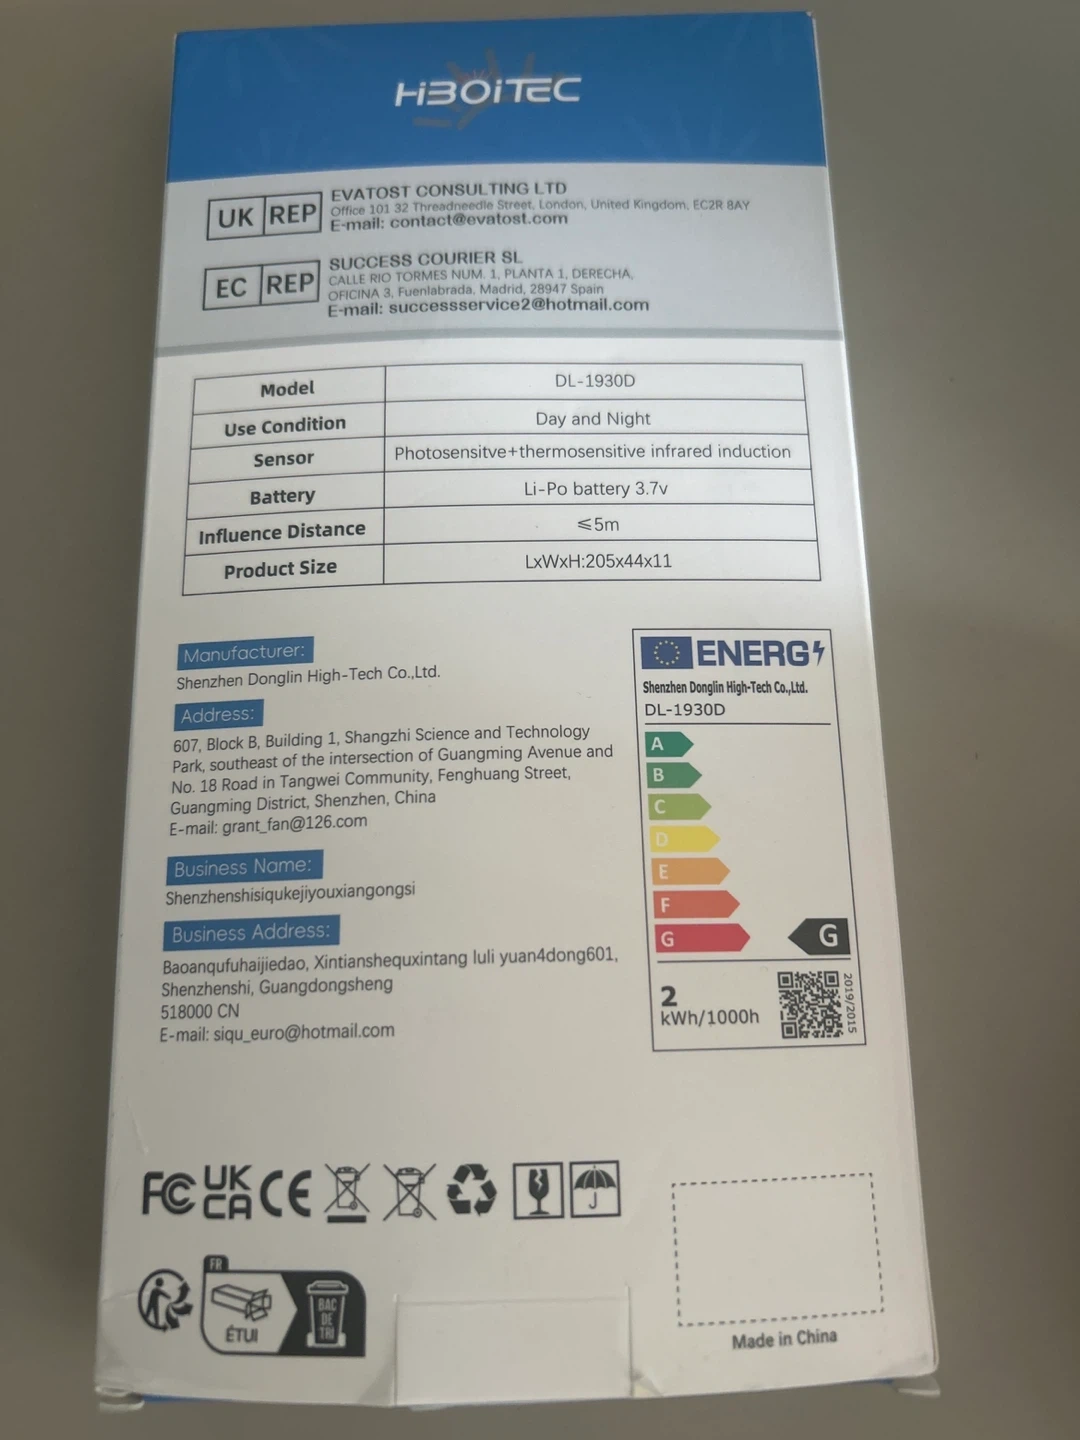 HiBOiTEC
UK REP
EVATOST CONSULTING LTD
Office 101 32 Threadneedle Street, London, United Kingdom, EC2R 8AY
E-mail: contact@evatost.com
EC REP
SUCCESS COURIER SL
CALLE RIO TORMES NUM. 1, PLANTA 1, DERECHA,
OFICINA 3, Fuenlabrada, Madrid, 28947 Spain
E-mail: successservice2@hotmail.com
Model DL-1930D
Use Condition Day and Night
Sensor Photosensitve+thermosensitive infrared induction
Battery Li-Po battery 3.7v
Influence Distance ≤5m
Product Size LxWxH:205x44x11
Manufacturer:
Shenzhen Donglin High-Tech Co.,Ltd.
Address:
607, Block B, Building 1, Shangzhi Science and Technology
Park, southeast of the intersection of Guangming Avenue and
No. 18 Road in Tangwei Community, Fenghuang Street,
Guangming District, Shenzhen, China
E-mail: grant_fan@126.com
Business Name:
Shenzhenshisiqukejiyouxiangongsi
Business Address:
Baoanqufuhaijiedao, Xintianshequxintang luli yuan4dong601,
Shenzhenshi, Guangdongsheng
518000 CN
E-mail: siqu_euro@hotmail.com
ENERG
Shenzhen Donglin High-Tech Co.,Ltd.
DL-1930D
A
B
C
D
E
F
G
G
2
kWh/1000h
2019/2015
FC
UK
CA
CE
FR
ÉTUI
BAC
DE
TRI
Made in China